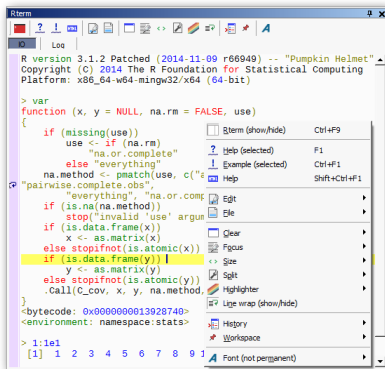 Rterm
IO Log
R version 3.1.2 Patched (2014-11-09 r66949) -- "Pumpkin Helmet"
Copyright (C) 2014 The R Foundation for Statistical Computing
Platform: x86_64-w64-mingw32/x64 (64-bit)
> var
function (x, y = NULL, na.rm = FALSE, use)
{
if (missing(use))
use <- if (na.rm)
"na.or.complete"
else "everything"
na.method <- pmatch(use, c("a
"pairwise.complete.obs",
"everything", "na.or.
if (is.na(na.method))
stop("invalid 'use' argum
if (is.data.frame(x))
x <- as.matrix(x)
else stopifnot(is.atomic(x))
if (is.data.frame(y))
y <- as.matrix(y)
else stopifnot(is.atomic(y))
.Call(C_cov, x, y, na.method,
}
<bytecode: 0x0000000013928740>
<environment: namespace:stats>
> 1:1e1
[1] 1 2 3 4 5 6 7 8 9 1
Rterm (show/hide) Ctrl+F9
Help (selected) F1
Example (selected) Ctrl+F1
Help Shift+Ctrl+F1
Edit
File
Clear
Focus
Size
Split
Highlighter
Line wrap (show/hide)
History
Workspace
Font (not permanent)